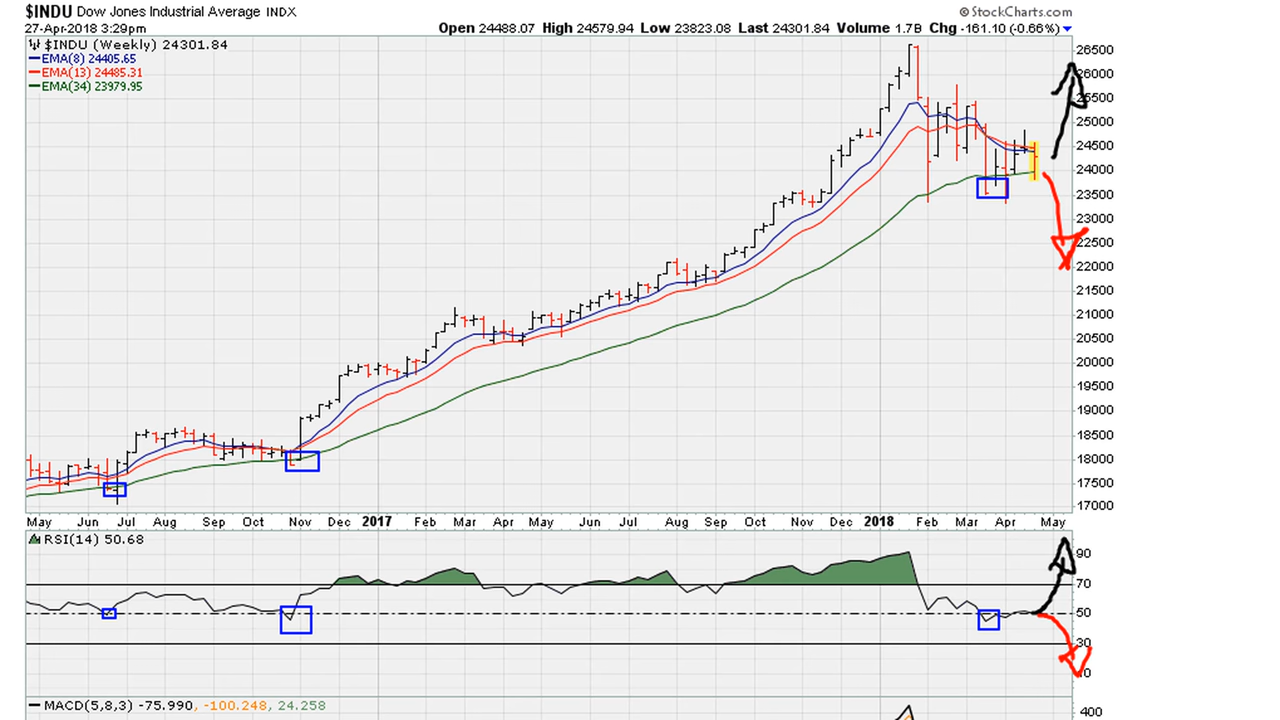 $INDU Dow Jones Industrial Average INDX
© StockCharts.com
27-Apr-2018 3:29pm
Open 24488.07 High 24579.94 Low 23823.08 Last 24301.84 Volume 1.7B Chg -161.10 (-0.66%)
$INDU (Weekly) 24301.84
EMA(8) 24405.65
EMA(13) 24485.31
EMA(34) 23979.95
26500
26000
25500
25000
24500
24000
23500
23000
22500
22000
21500
21000
20500
20000
19500
19000
18500
18000
17500
17000
May Jun Jul Aug Sep Oct Nov Dec 2017 Feb Mar Apr May Jun Jul Aug Sep Oct Nov Dec 2018 Feb Mar Apr May
RSI(14) 50.68
90
70
50
30
MACD(5,8,3) -75.990, -100.248, 24.258
400